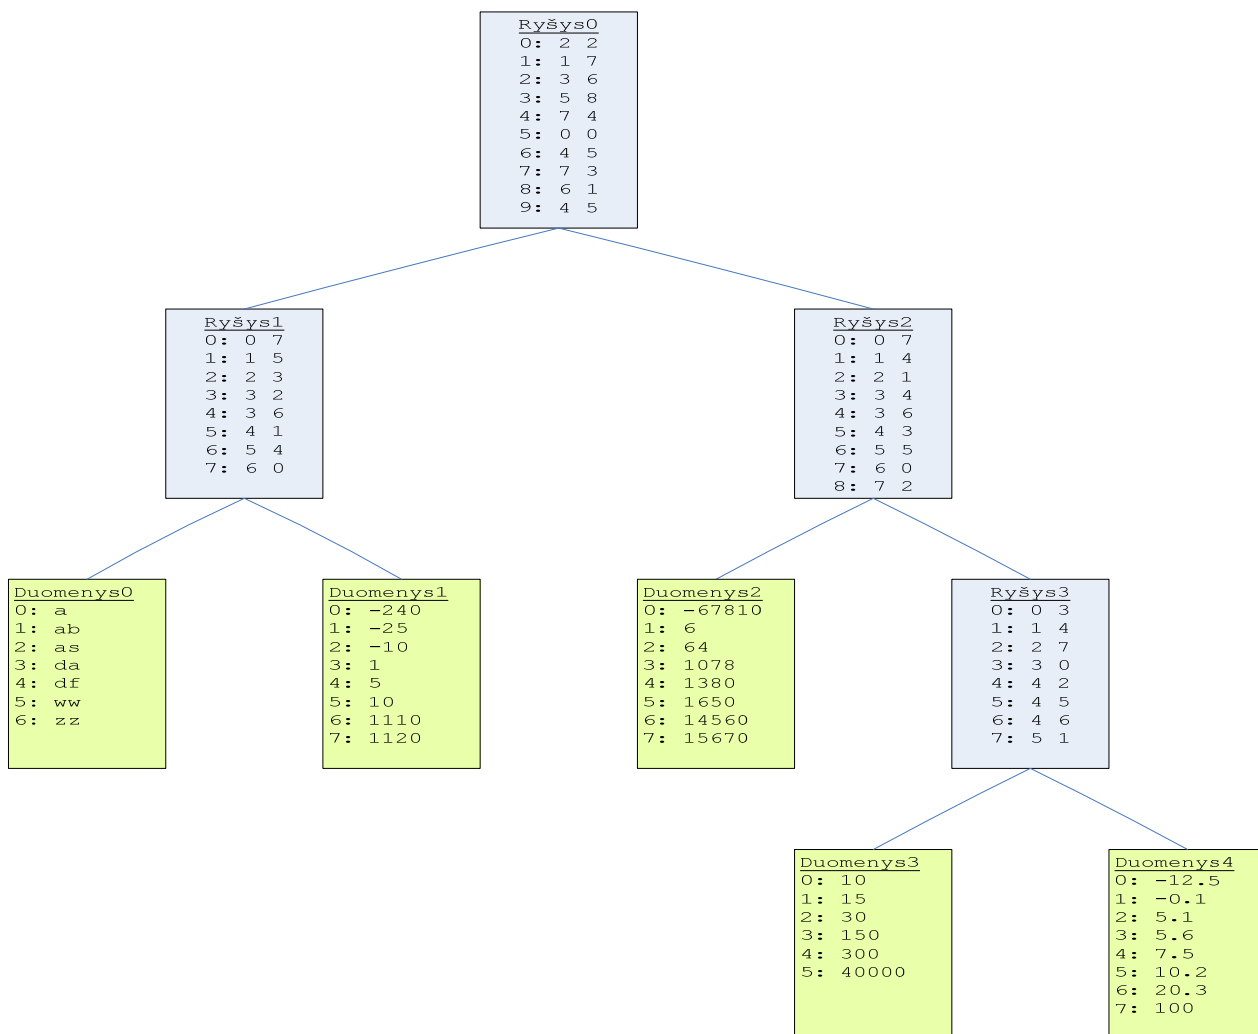 Ryšys0
0: 2 2
1: 1 7
2: 3 6
3: 5 8
4: 7 4
5: 0 0
6: 4 5
7: 7 3
8: 6 1
9: 4 5
Ryšys1
0: 0 7
1: 1 5
2: 2 3
3: 3 2
4: 3 6
5: 4 1
6: 5 4
7: 6 0
Ryšys2
0: 0 7
1: 1 4
2: 2 1
3: 3 4
4: 3 6
5: 4 3
6: 5 5
7: 6 0
8: 7 2
Duomenys0
0: a
1: ab
2: as
3: da
4: df
5: ww
6: zz
Duomenys1
0: -240
1: -25
2: -10
3: 1
4: 5
5: 10
6: 1110
7: 1120
Duomenys2
0: -67810
1: 6
2: 64
3: 1078
4: 1380
5: 1650
6: 14560
7: 15670
Ryšys3
0: 0 3
1: 1 4
2: 2 7
3: 3 0
4: 4 2
5: 4 5
6: 4 6
7: 5 1
Duomenys3
0: 10
1: 15
2: 30
3: 150
4: 300
5: 40000
Duomenys4
0: -12.5
1: -0.1
2: 5.1
3: 5.6
4: 7.5
5: 10.2
6: 20.3
7: 100